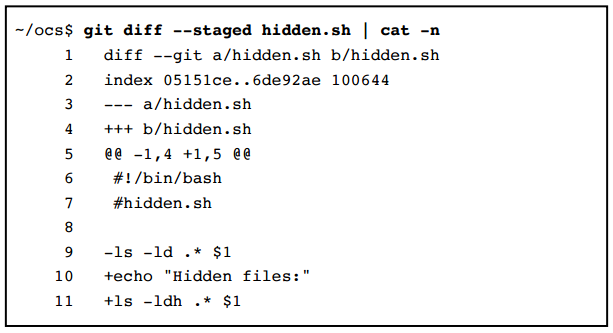 ~/ocs$ git diff --staged hidden.sh | cat -n
1 diff --git a/hidden.sh b/hidden.sh
2 index 05151ce..6de92ae 100644
3 --- a/hidden.sh
4 +++ b/hidden.sh
5 @@ -1,4 +1,5 @@
6  #!/bin/bash
7  #hidden.sh
8
9 -ls -ld .* $1
10 +echo "Hidden files:"
11 +ls -ldh .* $1